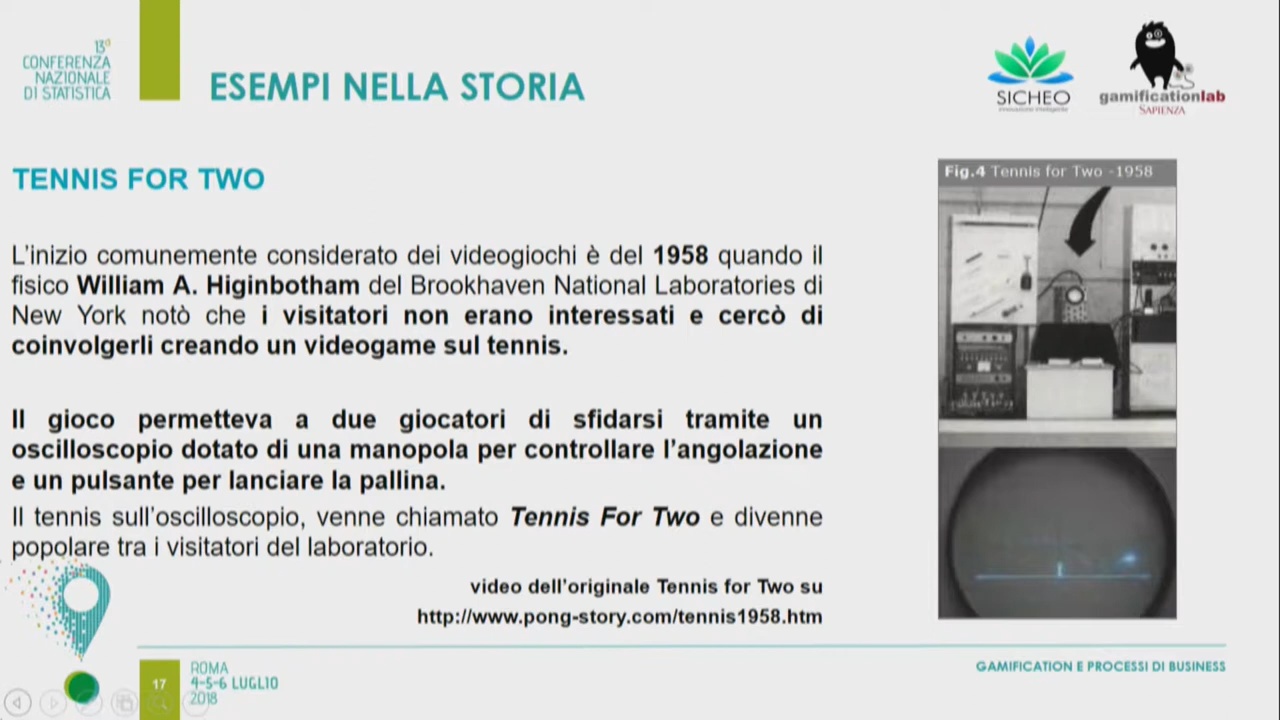 13ª
CONFERENZA
NAZIONALE
DI STATISTICA
ESEMPI NELLA STORIA
SICHEO
innovazione intelligente
gamificationlab
SAPIENZA
TENNIS FOR TWO
L'inizio comunemente considerato dei videogiochi è del 1958 quando il
fisico William A. Higinbotham del Brookhaven National Laboratories di
New York notò che i visitatori non erano interessati e cercò di
coinvolgerli creando un videogame sul tennis.
Il gioco permetteva a due giocatori di sfidarsi tramite un
oscilloscopio dotato di una manopola per controllare l'angolazione
e un pulsante per lanciare la pallina.
Il tennis sull'oscilloscopio, venne chiamato Tennis For Two e divenne
popolare tra i visitatori del laboratorio.
video dell'originale Tennis for Two su
http://www.pong-story.com/tennis1958.htm
Fig.4 Tennis for Two -1958
17
ROMA
4-5-6 LUGLIO
2018
GAMIFICATION E PROCESSI DI BUSINESS